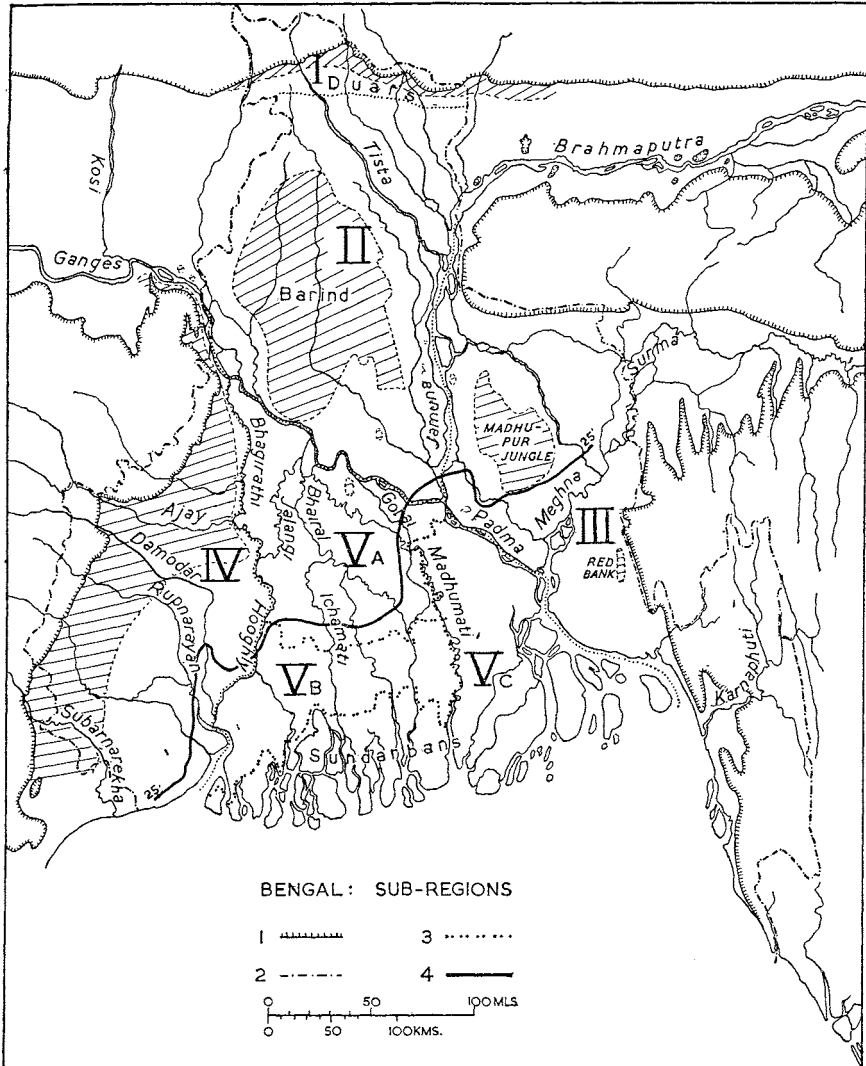 I
Duars
Kosi
Tista
Brahmaputra
Ganges
II
Barind
Surma
Jamuna
MADHU-
PUR
JUNGLE
25'
Bhagirathi
Jalangi
Bhairab
Gorai
Padma
Meghna
III
RED
BANK
Ajay
Damodar
IV
Rupnarayan
VA
Ichamati
Madhumati
Hooghly
VB
VC
Karnaphuli
Subarnarekha
Sundarbans
25'
BENGAL: SUB-REGIONS
1 3
2 4
0 50 100 MLS.
0 50 100 KMS.